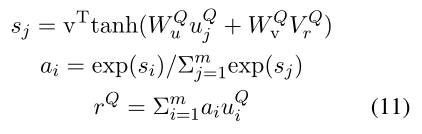 s_j = v^T tanh(W_u^Q u_j^Q + W_v^Q V_r^Q)
a_i = exp(s_i)/Σ_{j=1}^m exp(s_j)
r^Q = Σ_{i=1}^m a_i u_i^Q (11)